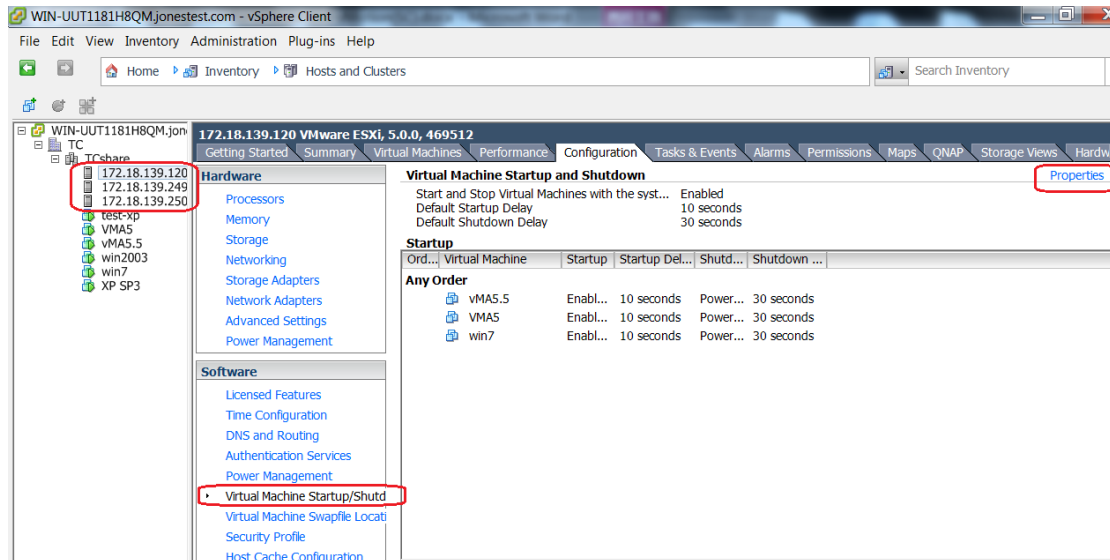 WIN-UUT1181H8QM.jonestest.com - vSphere Client
File Edit View Inventory Administration Plug-ins Help
Home Inventory Hosts and Clusters
Search Inventory
WIN-UUT1181H8QM.jon
TC
TCshare
172.18.139.120
172.18.139.249
172.18.139.250
test-xp
VMA5
vMA5.5
win2003
win7
XP SP3
172.18.139.120 VMware ESXi, 5.0.0, 469512
Getting Started Summary Virtual Machines Performance Configuration Tasks & Events Alarms Permissions Maps QNAP Storage Views Hardw
Hardware
Processors
Memory
Storage
Networking
Storage Adapters
Network Adapters
Advanced Settings
Power Management
Software
Licensed Features
Time Configuration
DNS and Routing
Authentication Services
Power Management
Virtual Machine Startup/Shutd
Virtual Machine Swapfile Locati
Security Profile
Host Cache Configuration
Virtual Machine Startup and Shutdown
Properties
Start and Stop Virtual Machines with the syst... Enabled
Default Startup Delay 10 seconds
Default Shutdown Delay 30 seconds
Startup
Ord... Virtual Machine Startup Startup Del... Shutd... Shutdown ...
Any Order
vMA5.5 Enabl... 10 seconds Power... 30 seconds
VMA5 Enabl... 10 seconds Power... 30 seconds
win7 Enabl... 10 seconds Power... 30 seconds